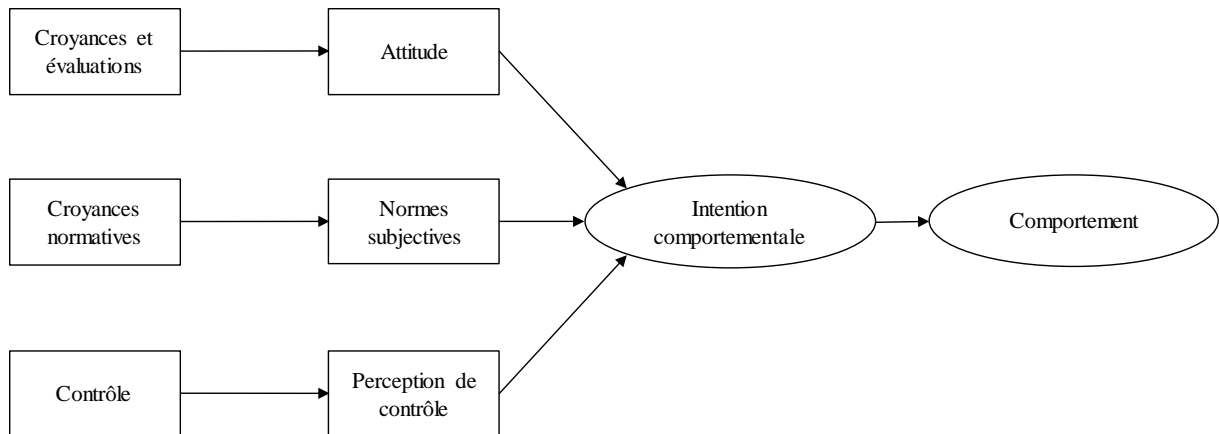 Croyances et
évaluations
Attitude
Croyances
normatives
Normes
subjectives
Intention
comportementale
Comportement
Contrôle
Perception de
contrôle